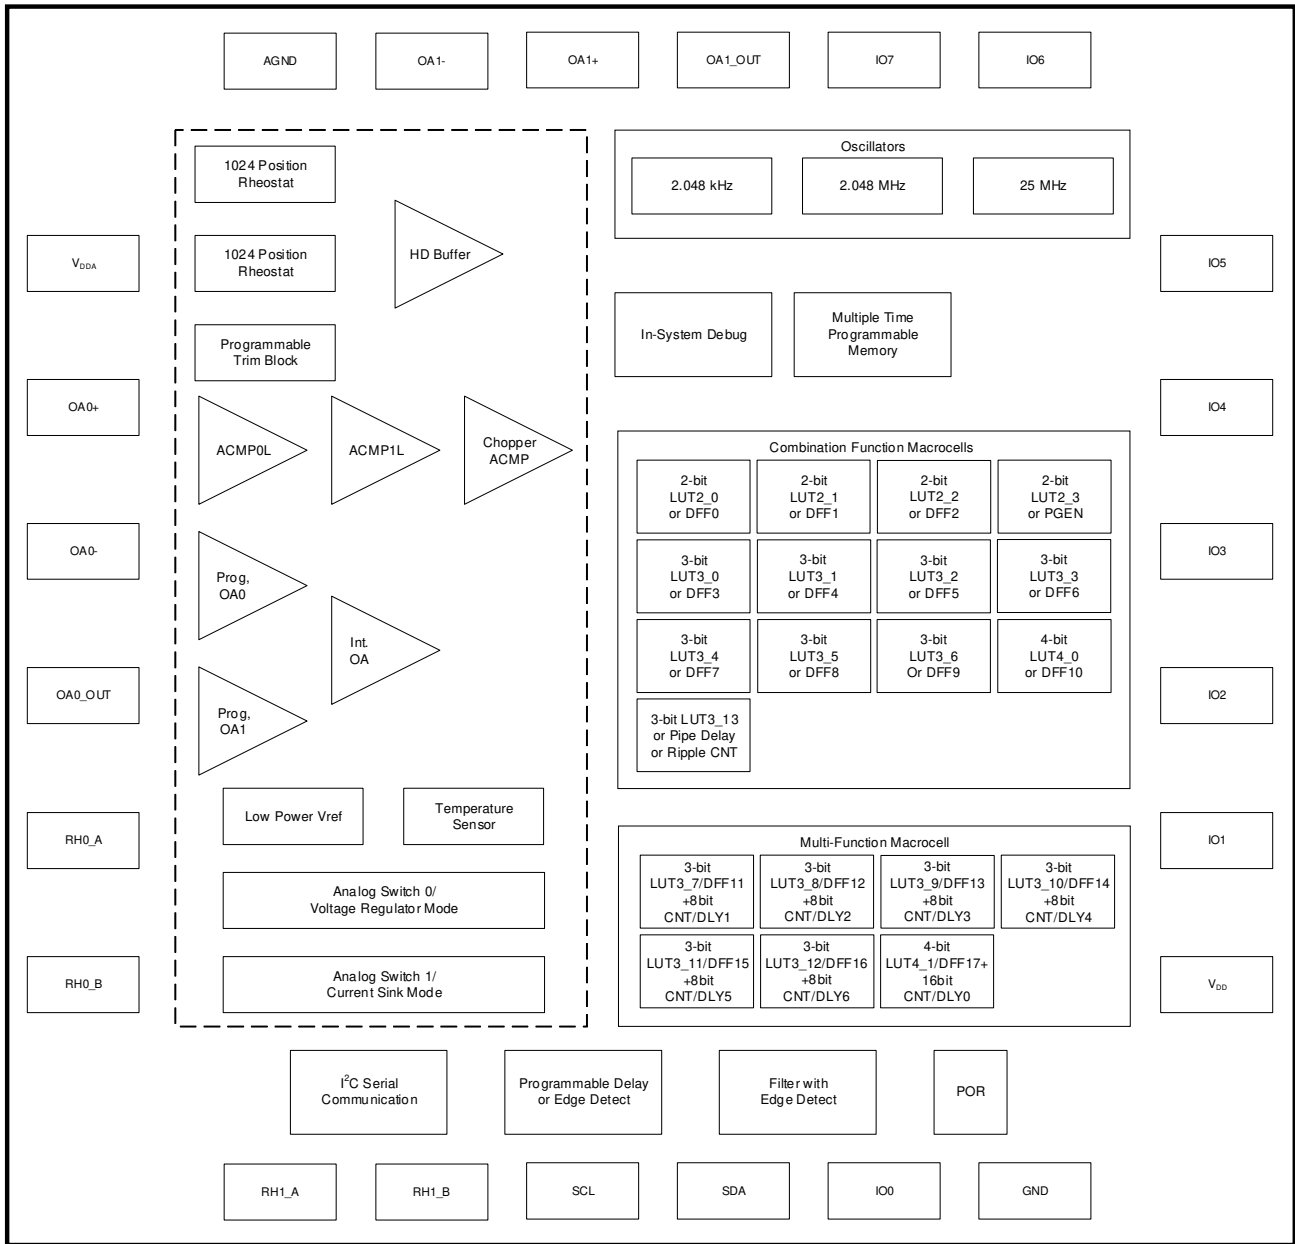 AGND
OA1-
OA1+
OA1_OUT
IO7
IO6
1024 Position
Rheostat
1024 Position
Rheostat
Programmable
Trim Block
HD Buffer
Oscillators
2.048 kHz
2.048 MHz
25 MHz
In-System Debug
Multiple Time
Programmable
Memory
VDDA
OA0+
OA0-
OA0_OUT
RH0_A
RH0_B
ACMP0L
ACMP1L
Chopper
ACMP
Prog,
OA0
Int.
OA
Prog,
OA1
Low Power Vref
Temperature
Sensor
Analog Switch 0/
Voltage Regulator Mode
Analog Switch 1/
Current Sink Mode
Combination Function Macrocells
2-bit
LUT2_0
or DFF0
2-bit
LUT2_1
or DFF1
2-bit
LUT2_2
or DFF2
2-bit
LUT2_3
or PGEN
3-bit
LUT3_0
or DFF3
3-bit
LUT3_1
or DFF4
3-bit
LUT3_2
or DFF5
3-bit
LUT3_3
or DFF6
3-bit
LUT3_4
or DFF7
3-bit
LUT3_5
or DFF8
3-bit
LUT3_6
Or DFF9
4-bit
LUT4_0
or DFF10
3-bit LUT3_13
or Pipe Delay
or Ripple CNT
Multi-Function Macrocell
3-bit
LUT3_7/DFF11
+8bit
CNT/DLY1
3-bit
LUT3_8/DFF12
+8bit
CNT/DLY2
3-bit
LUT3_9/DFF13
+8bit
CNT/DLY3
3-bit
LUT3_10/DFF14
+8bit
CNT/DLY4
3-bit
LUT3_11/DFF15
+8bit
CNT/DLY5
3-bit
LUT3_12/DFF16
+8bit
CNT/DLY6
4-bit
LUT4_1/DFF17+
16bit
CNT/DLY0
IO5
IO4
IO3
IO2
IO1
VDD
I2C Serial
Communication
Programmable Delay
or Edge Detect
Filter with
Edge Detect
POR
RH1_A
RH1_B
SCL
SDA
IO0
GND